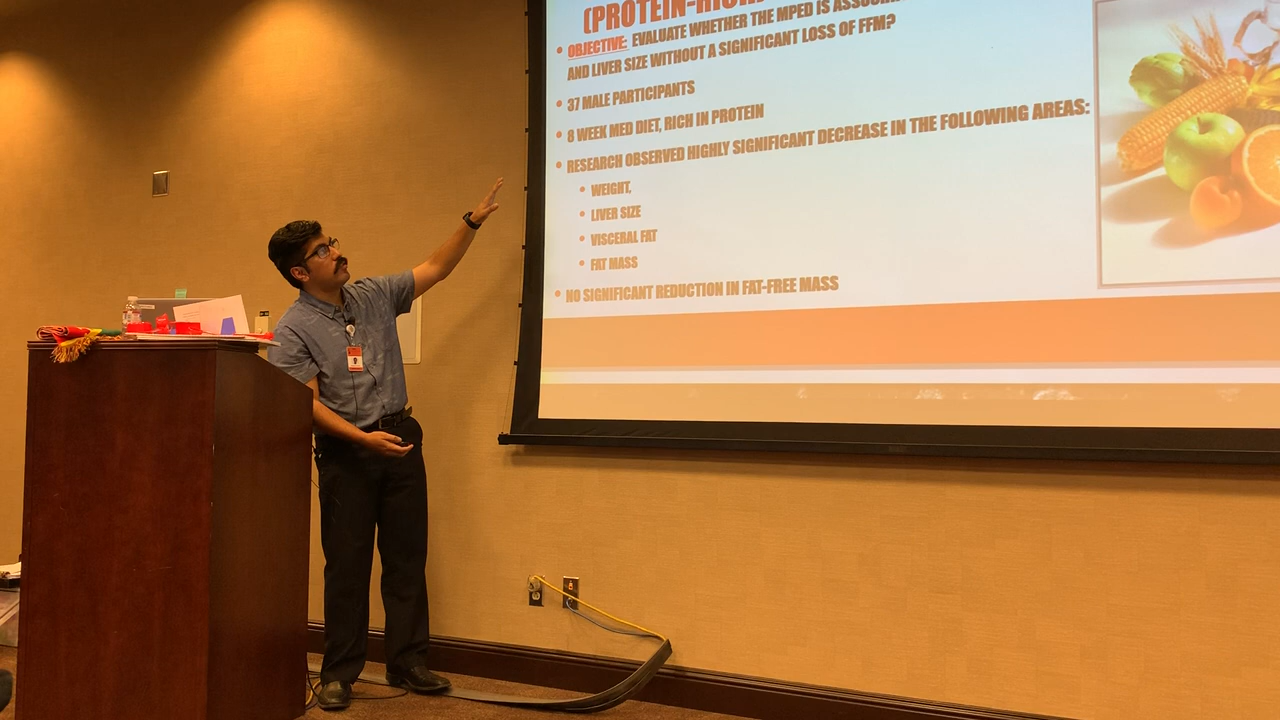 (PROTEIN-RICH
OBJECTIVE: EVALUATE WHETHER THE MPED IS
AND LIVER SIZE WITHOUT A SIGNIFICANT LOSS OF FFM?
37 MALE PARTICIPANTS
8 WEEK MED DIET, RICH IN PROTEIN
RESEARCH OBSERVED HIGHLY SIGNIFICANT DECREASE IN THE FOLLOWING AREAS:
WEIGHT,
LIVER SIZE
VISCERAL FAT
FAT MASS
NO SIGNIFICANT REDUCTION IN FAT-FREE MASS